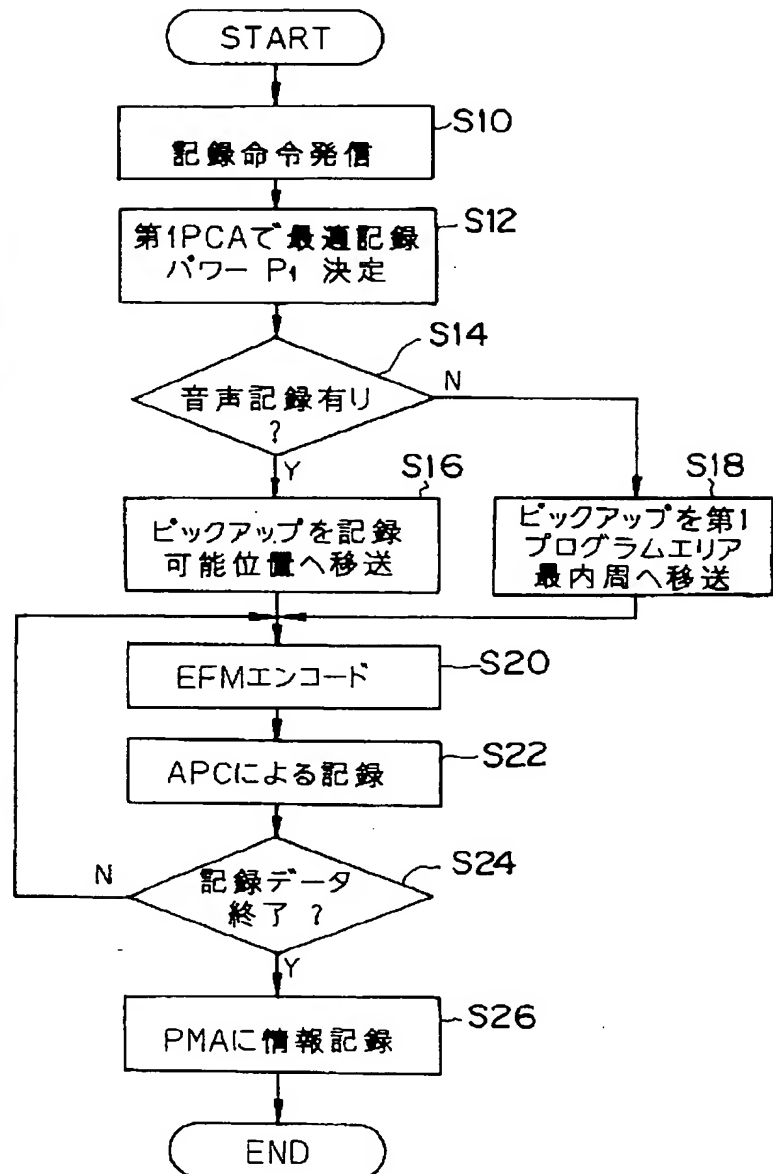 START
S10
記録命令発信
S12
第1PCAで最適記録
パワー P1 決定
S14
音声記録有り
?
N
Y
S16
ピックアップを記録
可能位置へ移送
S18
ピックアップを第1
プログラムエリア
最内周へ移送
EFMエンコード
S20
APCによる記録
S22
記録データ
終了 ?
S24
N
Y
PMAに情報記録
S26
END